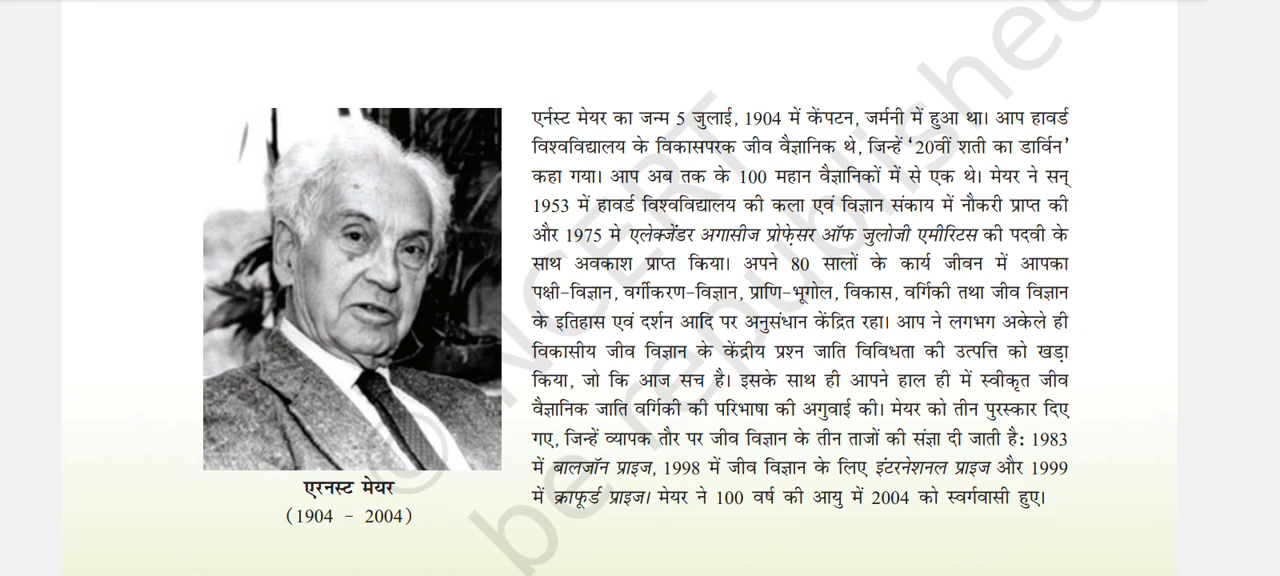 एर्नस्ट मेयर का जन्म 5 जुलाई, 1904 में केंपटन, जर्मनी में हुआ था। आप हावर्ड
विश्वविद्यालय के विकासपरक जीव वैज्ञानिक थे, जिन्हें ‘20वीं शती का डार्विन’
कहा गया। आप अब तक के 100 महान वैज्ञानिकों में से एक थे। मेयर ने सन्
1953 में हावर्ड विश्वविद्यालय की कला एवं विज्ञान संकाय में नौकरी प्राप्त की
और 1975 मे एलेक्जेंडर अगासीज प्रोफ़ेसर ऑफ जुलोजी एमीरिटस की पदवी के
साथ अवकाश प्राप्त किया। अपने 80 सालों के कार्य जीवन में आपका
पक्षी-विज्ञान, वर्गीकरण-विज्ञान, प्राणि-भूगोल, विकास, वर्गिकी तथा जीव विज्ञान
के इतिहास एवं दर्शन आदि पर अनुसंधान केंद्रित रहा। आप ने लगभग अकेले ही
विकासीय जीव विज्ञान के केंद्रीय प्रश्न जाति विविधता की उत्पत्ति को खड़ा
किया, जो कि आज सच है। इसके साथ ही आपने हाल ही में स्वीकृत जीव
वैज्ञानिक जाति वर्गिकी की परिभाषा की अगुवाई की। मेयर को तीन पुरस्कार दिए
गए, जिन्हें व्यापक तौर पर जीव विज्ञान के तीन ताजों की संज्ञा दी जाती है: 1983
में बालजॉन प्राइज, 1998 में जीव विज्ञान के लिए इंटरनेशनल प्राइज और 1999
में क्राफूर्ड प्राइज। मेयर ने 100 वर्ष की आयु में 2004 को स्वर्गवासी हुए।
एरनस्ट मेयर
(1904 - 2004)
© NCERT
be republished